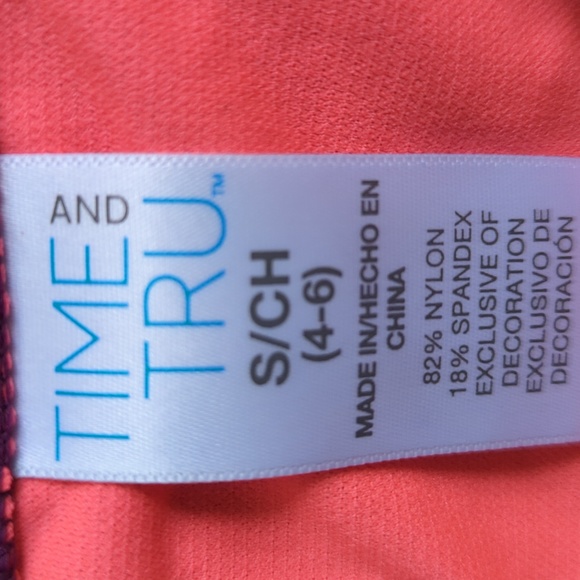 TIME AND
TRU™
S/CH
(4-6)
MADE IN/HECHO EN
CHINA
82% NYLON
18% SPANDEX
EXCLUSIVE OF
DECORATION
EXCLUSIVO DE
DECORACIÓN